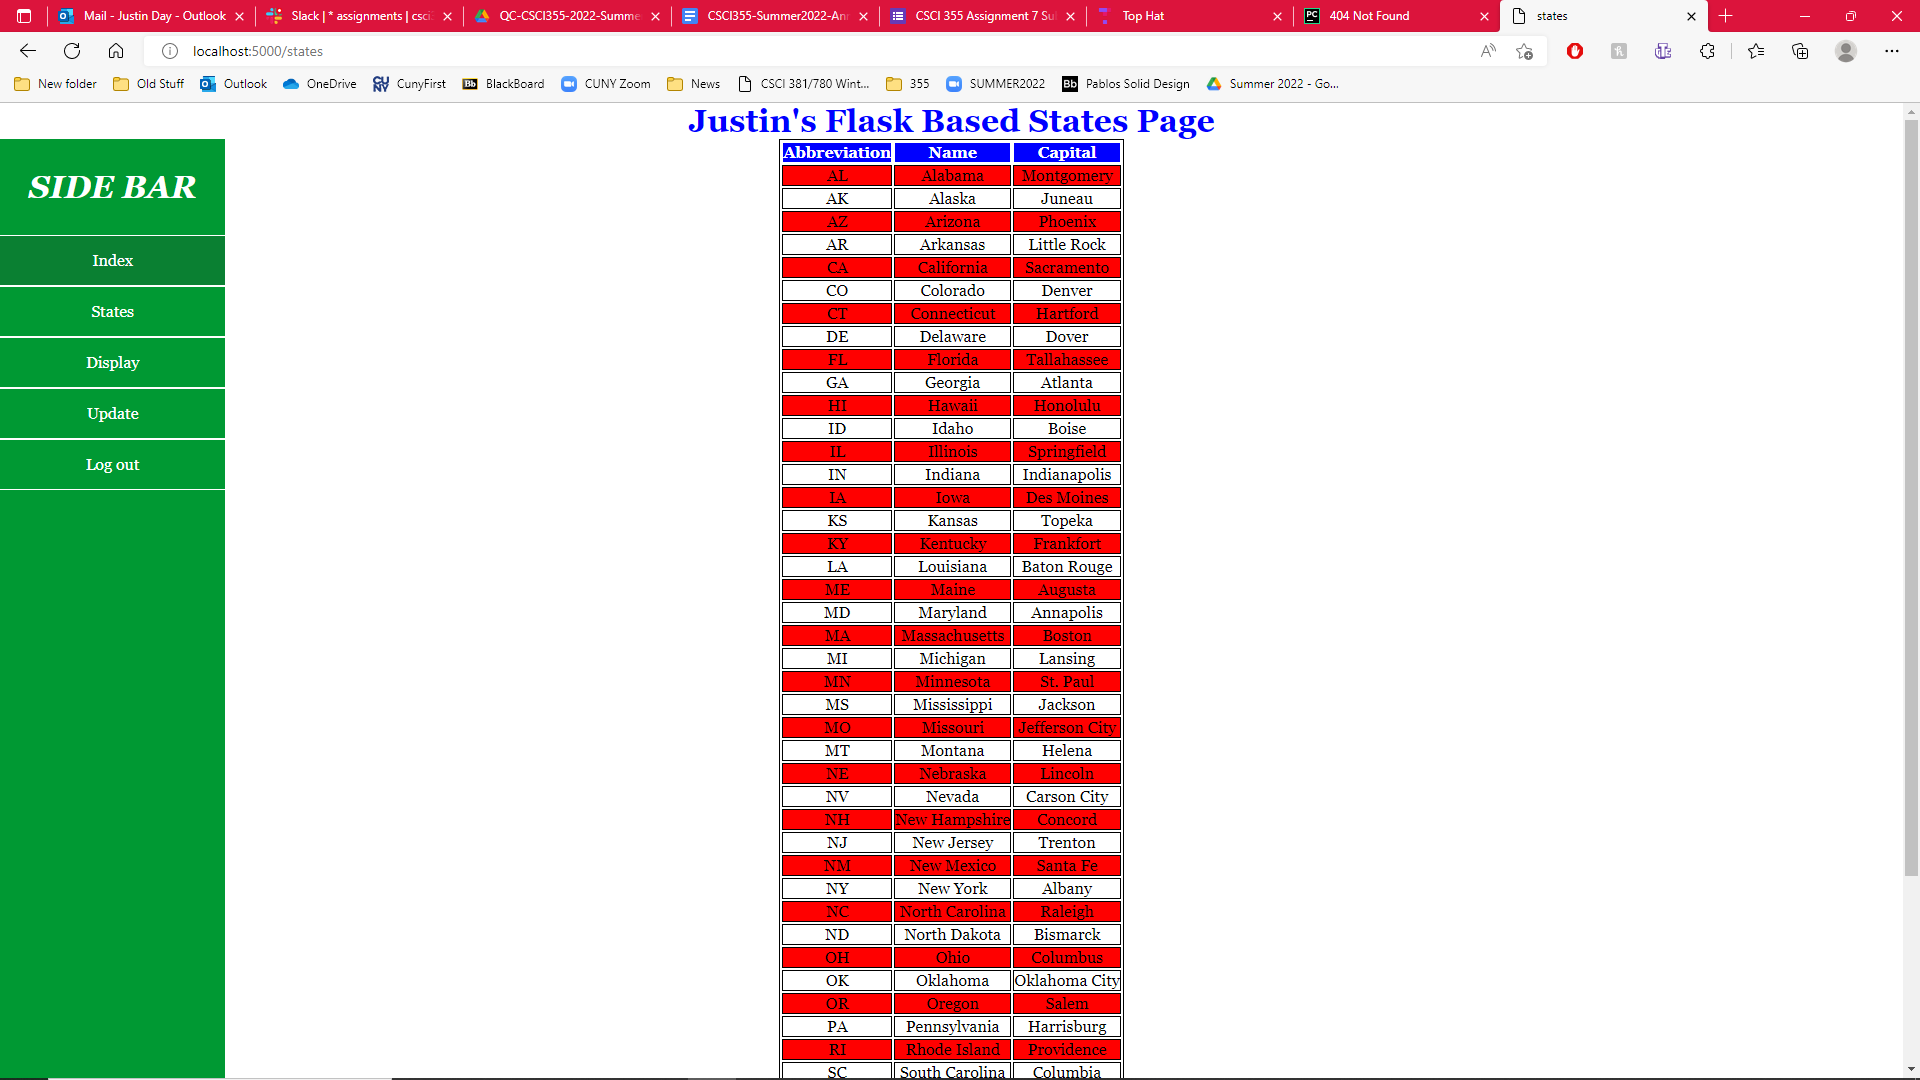 Mail - Justin Day - Outlook
Slack | * assignments | csci
QC-CSCI355-2022-Summe
CSCI355-Summer2022-Ann
CSCI 355 Assignment 7 Su
Top Hat
404 Not Found
states
localhost:5000/states
New folder
Old Stuff
Outlook
OneDrive
CunyFirst
BlackBoard
CUNY Zoom
News
CSCI 381/780 Wint...
355
SUMMER2022
Pablos Solid Design
Summer 2022 - Go...
Justin's Flask Based States Page
SIDE BAR
Index
States
Display
Update
Log out
Abbreviation Name Capital
AL Alabama Montgomery
AK Alaska Juneau
AZ Arizona Phoenix
AR Arkansas Little Rock
CA California Sacramento
CO Colorado Denver
CT Connecticut Hartford
DE Delaware Dover
FL Florida Tallahassee
GA Georgia Atlanta
HI Hawaii Honolulu
ID Idaho Boise
IL Illinois Springfield
IN Indiana Indianapolis
IA Iowa Des Moines
KS Kansas Topeka
KY Kentucky Frankfort
LA Louisiana Baton Rouge
ME Maine Augusta
MD Maryland Annapolis
MA Massachusetts Boston
MI Michigan Lansing
MN Minnesota St. Paul
MS Mississippi Jackson
MO Missouri Jefferson City
MT Montana Helena
NE Nebraska Lincoln
NV Nevada Carson City
NH New Hampshire Concord
NJ New Jersey Trenton
NM New Mexico Santa Fe
NY New York Albany
NC North Carolina Raleigh
ND North Dakota Bismarck
OH Ohio Columbus
OK Oklahoma Oklahoma City
OR Oregon Salem
PA Pennsylvania Harrisburg
RI Rhode Island Providence
SC South Carolina Columbia